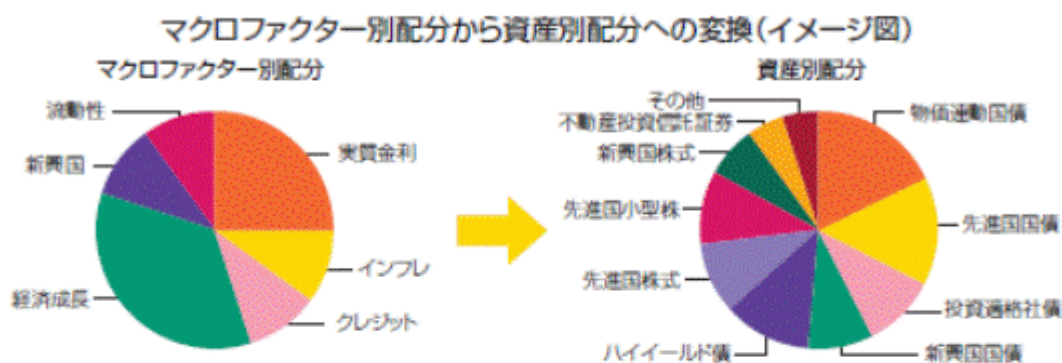 マクロファクター別配分から資産別配分への変換(イメージ図)
マクロファクター別配分
流動性
新興国
経済成長
実質金利
インフレ
クレジット
資産別配分
その他
不動産投資信託証券
新興国株式
先進国小型株
先進国株式
ハイイールド債
物価連動国債
先進国国債
投資適格社債
新興国国債